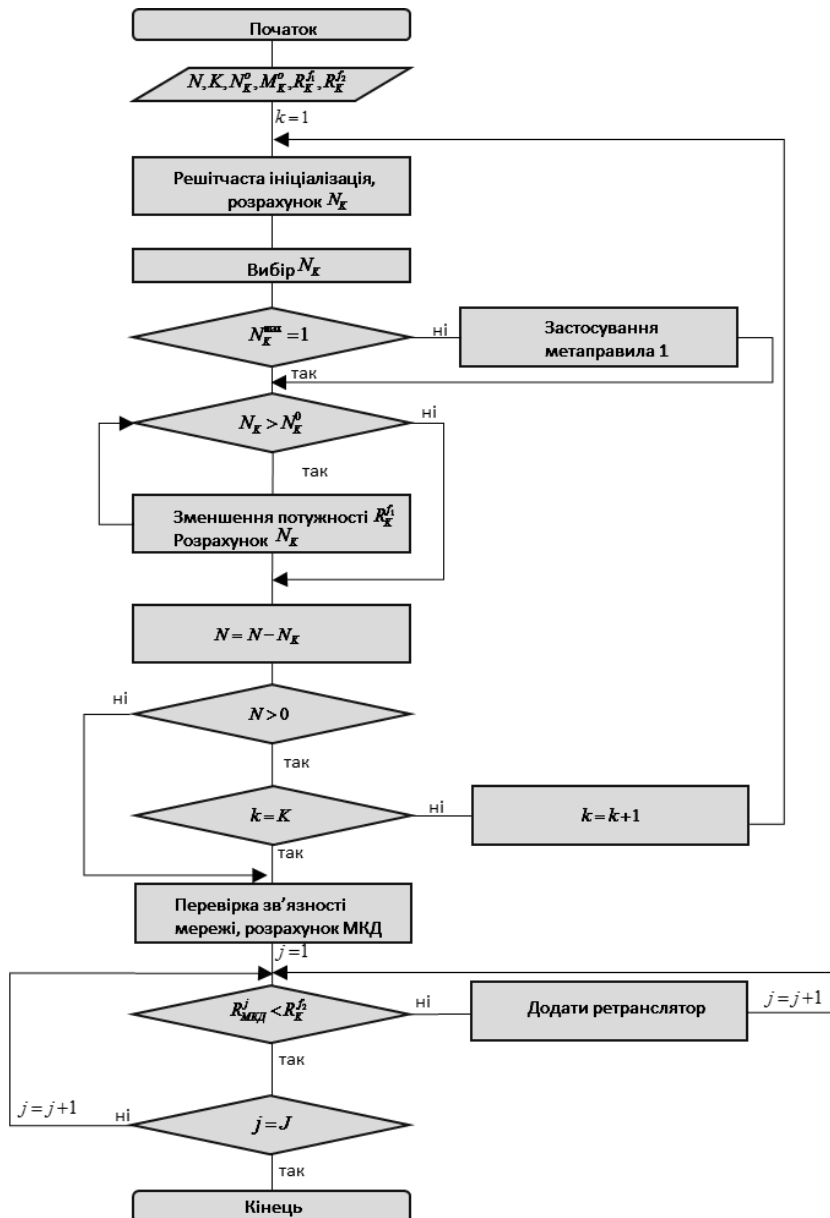 Початок
N, K, N_K^o, M_K^o, R_K^{f_1}, R_K^{f_2}
k=1
Решітчаста ініціалізація,
розрахунок N_K
Вибір N_K
N_K^{max}=1
ні
Застосування
метаправила 1
так
N_K > N_K^0
ні
так
Зменшення потужності R_K^{f_1}
Розрахунок N_K
N = N − N_K
ні
N > 0
так
k = K
ні
k = k+1
так
Перевірка зв’язності
мережі, розрахунок МКД
j=1
R_{МКД}^j < R_K^{f_2}
ні
Додати ретранслятор
j = j+1
так
j = j+1
ні
j = J
так
Кінець